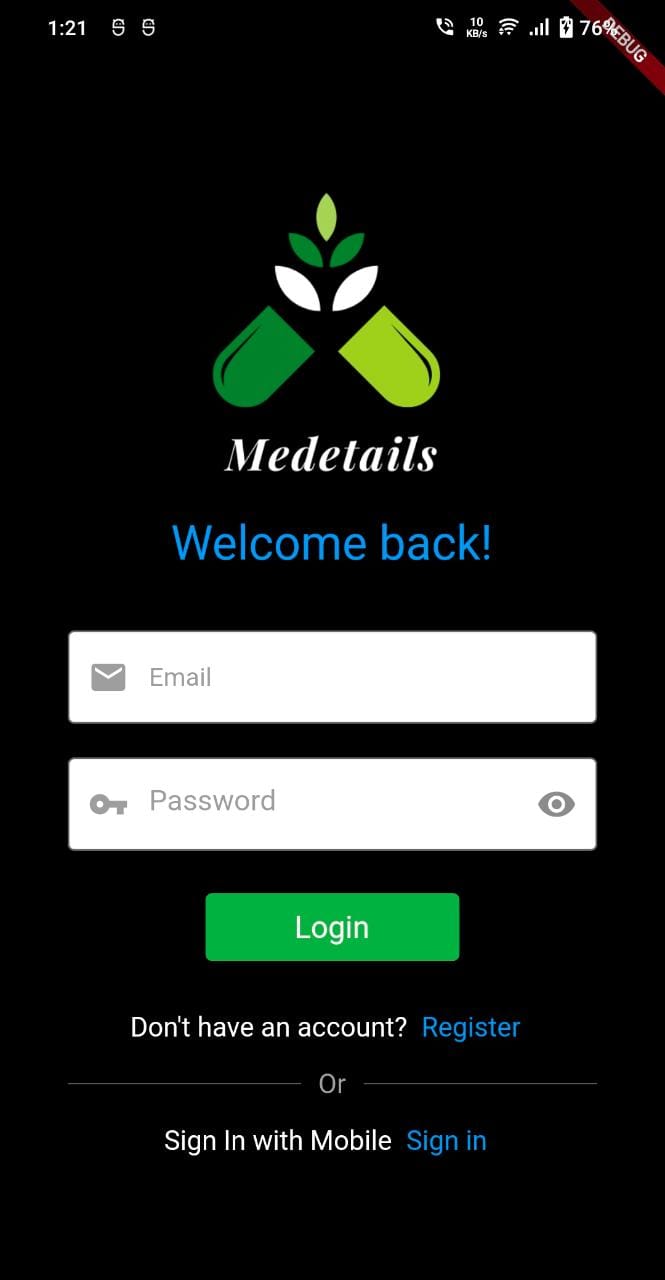 1:21
10
KB/s
76%
DEBUG
Medetails
Welcome back!
Email
Password
Login
Don't have an account? Register
Or
Sign In with Mobile Sign in